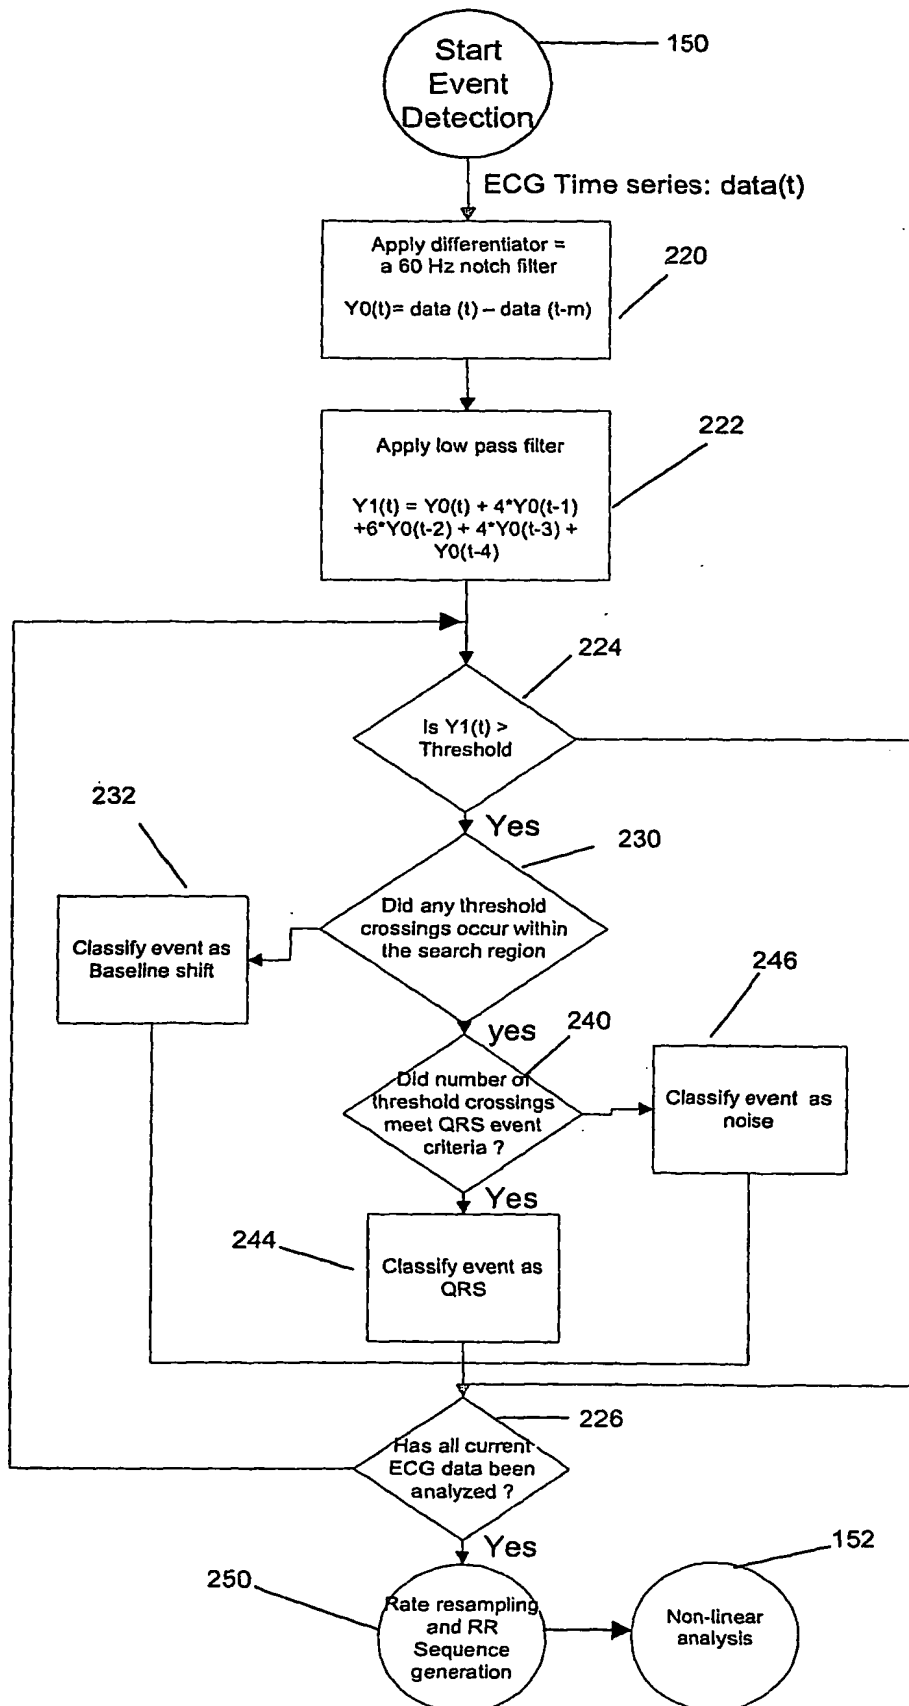 Start
Event
Detection
150
ECG Time series: data(t)
Apply differentiator =
a 60 Hz notch filter
Y0(t)= data (t) – data (t-m)
220
Apply low pass filter
Y1(t) = Y0(t) + 4*Y0(t-1)
+6*Y0(t-2) + 4*Y0(t-3) +
Y0(t-4)
222
224
Is Y1(t) >
Threshold
232
Yes
230
Did any threshold
crossings occur within
the search region
Classify event as
Baseline shift
246
yes
240
Did number of
threshold crossings
meet QRS event
criteria ?
Classify event as
noise
Yes
244
Classify event as
QRS
226
Has all current
ECG data been
analyzed ?
Yes
152
250
Rate resampling
and RR
Sequence
generation
Non-linear
analysis